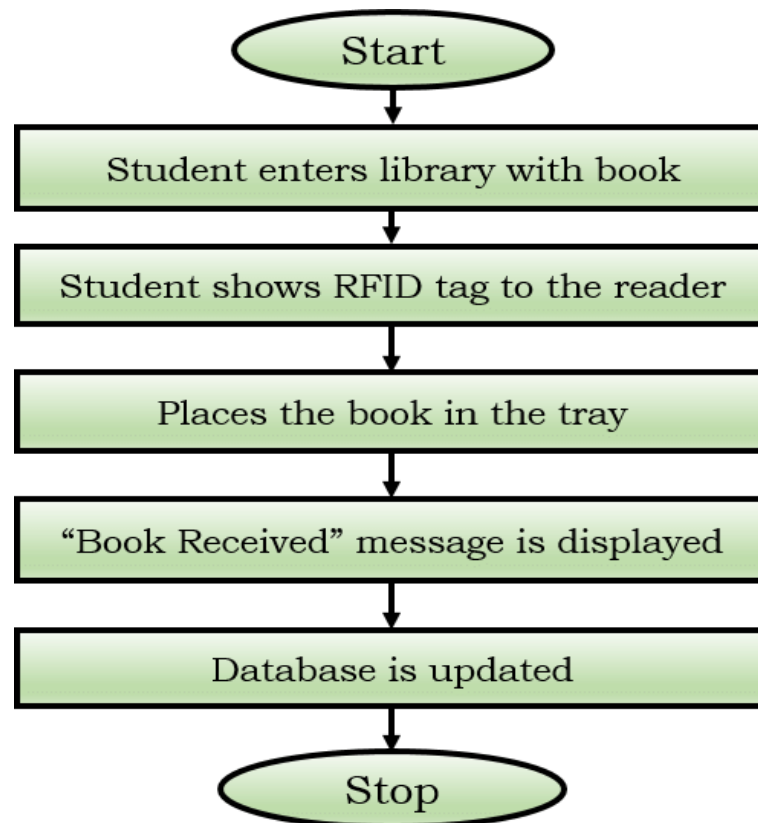 Start
Student enters library with book
Student shows RFID tag to the reader
Places the book in the tray
“Book Received” message is displayed
Database is updated
Stop